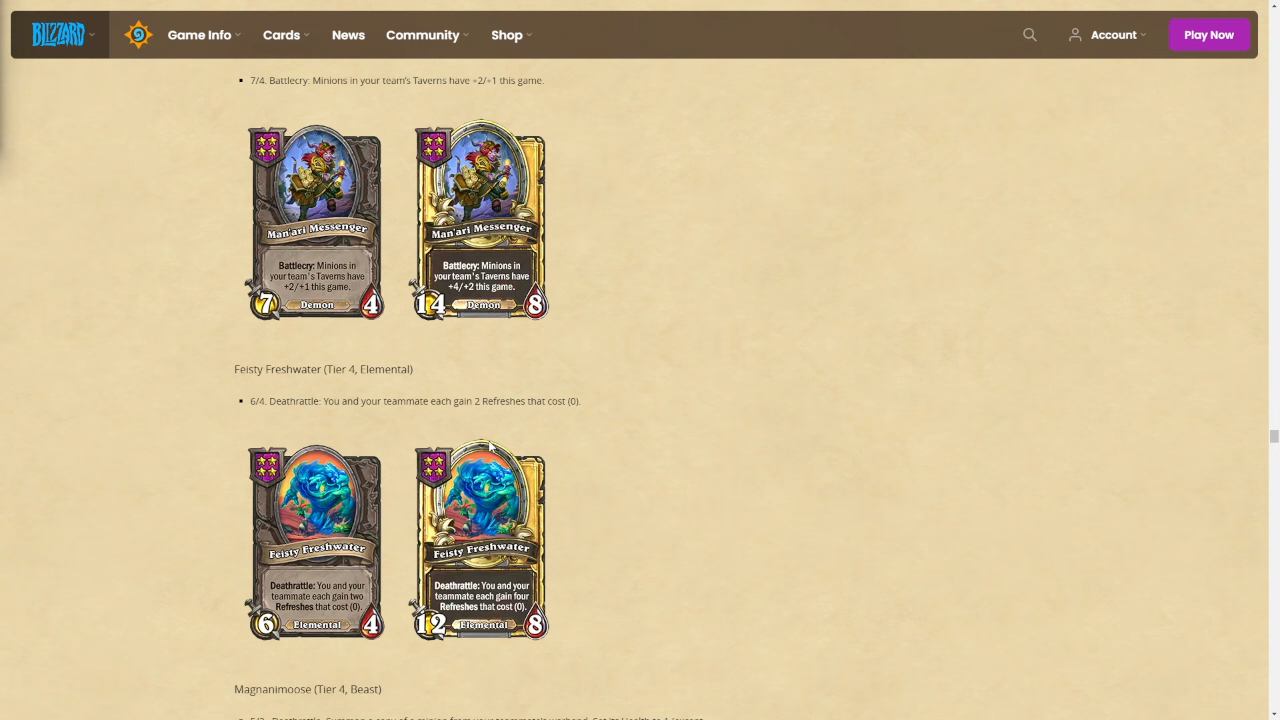 BLIZZARD
Game Info
Cards
News
Community
Shop
Account
Play Now
7/4. Battlecry: Minions in your team's Taverns have +2/+1 this game.
Man'ari Messenger
Battlecry: Minions in
your team's Taverns have
+2/+1 this game.
7
Demon
4
Man'ari Messenger
Battlecry: Minions in
your team's Taverns have
+4/+2 this game.
14
Demon
8
Feisty Freshwater (Tier 4, Elemental)
6/4. Deathrattle: You and your teammate each gain 2 Refreshes that cost (0).
Feisty Freshwater
Deathrattle: You and your
teammate each gain two
Refreshes that cost (0).
6
Elemental
4
Feisty Freshwater
Deathrattle: You and your
teammate each gain four
Refreshes that cost (0).
12
Elemental
8
Magnanimoose (Tier 4, Beast)